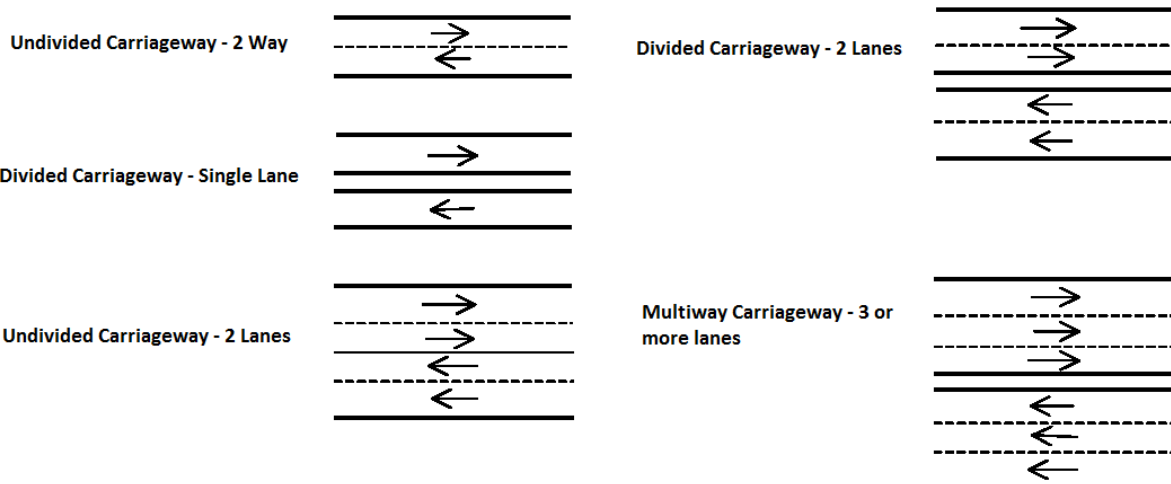 Undivided Carriageway - 2 Way
Divided Carriageway - Single Lane
Undivided Carriageway - 2 Lanes
Divided Carriageway - 2 Lanes
Multiway Carriageway - 3 or
more lanes